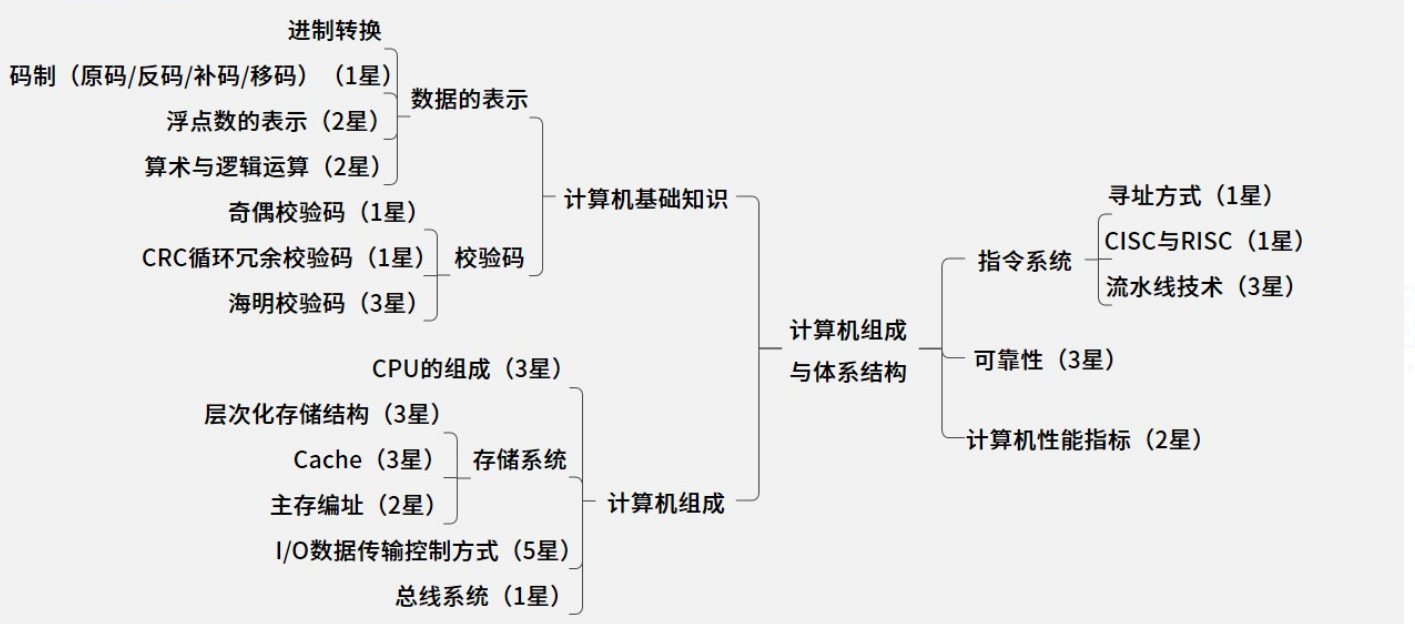 进制转换
码制（原码/反码/补码/移码）（1星）
浮点数的表示（2星）
算术与逻辑运算（2星）
数据的表示
奇偶校验码（1星）
CRC循环冗余校验码（1星）
海明校验码（3星）
校验码
计算机基础知识
CPU的组成（3星）
层次化存储结构（3星）
Cache（3星）
主存编址（2星）
存储系统
I/O数据传输控制方式（5星）
总线系统（1星）
计算机组成
计算机组成
与体系结构
指令系统
寻址方式（1星）
CISC与RISC（1星）
流水线技术（3星）
可靠性（3星）
计算机性能指标（2星）